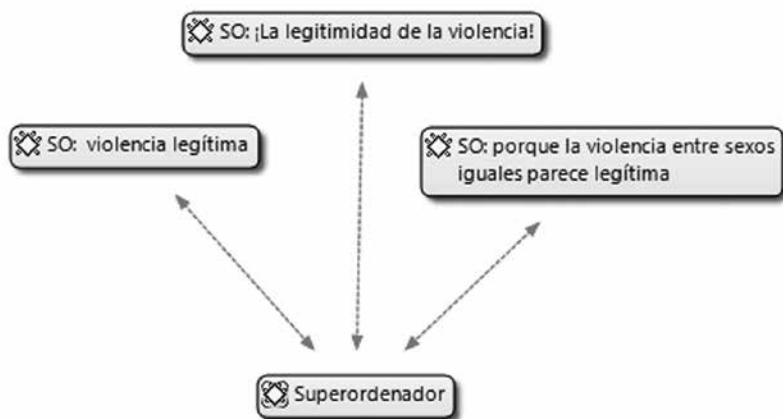 SO: ¡La legitimidad de la violencia!
SO: violencia legítima
SO: porque la violencia entre sexos
iguales parece legítima
Superordenador